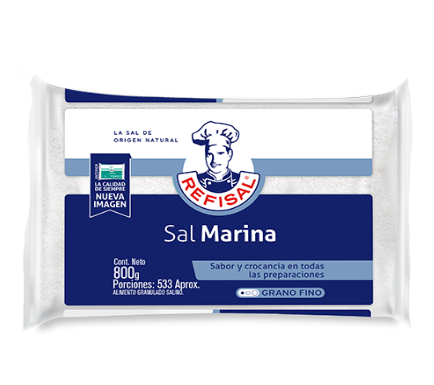 LA SAL DE
ORIGEN NATURAL
REFISAL®
LA CALIDAD
DE SIEMPRE
NUEVA
IMAGEN
Sal Marina
Cont. Neto
800g
Porciones: 533 Aprox.
ALIMENTO GRANULADO SALINO.
Sabor y crocancia en todas
las preparaciones
GRANO FINO